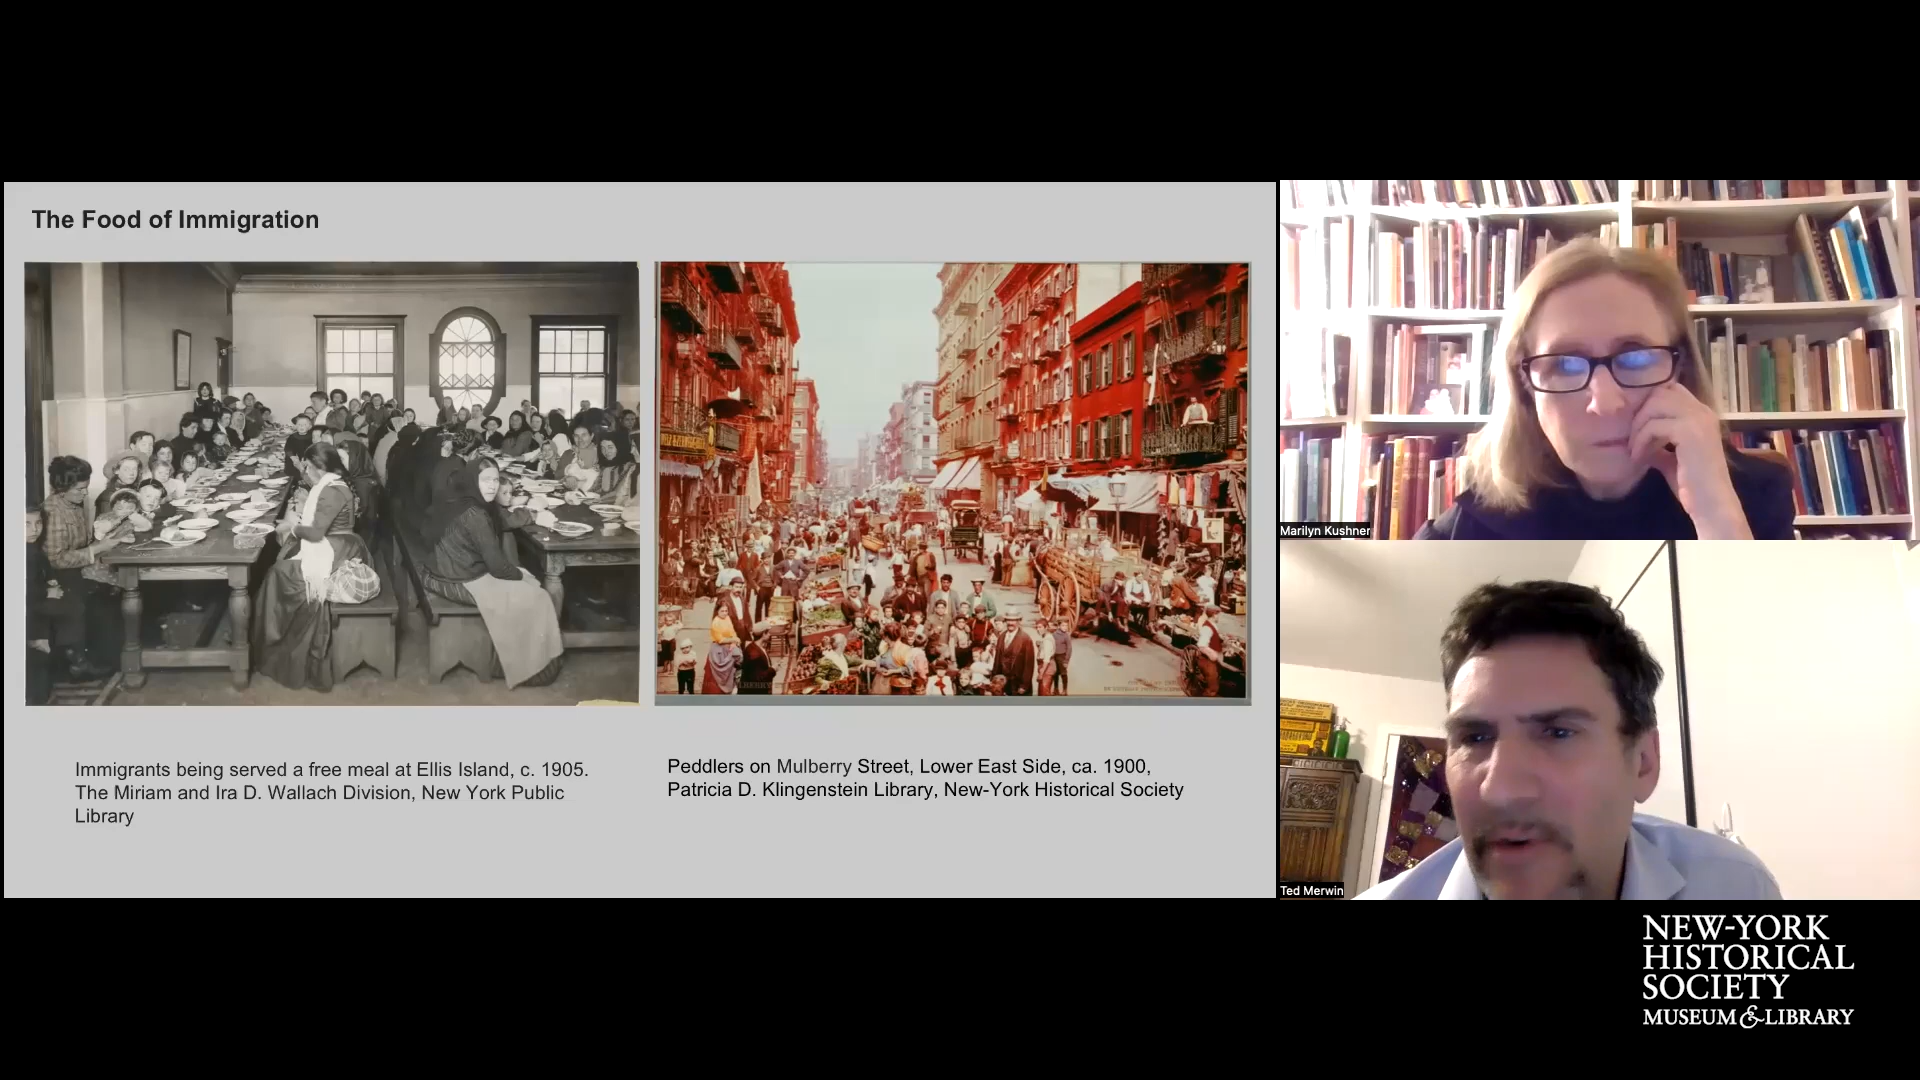 The Food of Immigration
Immigrants being served a free meal at Ellis Island, c. 1905.
The Miriam and Ira D. Wallach Division, New York Public
Library
Peddlers on Mulberry Street, Lower East Side, ca. 1900,
Patricia D. Klingenstein Library, New-York Historical Society
Marilyn Kushner
Ted Merwin
NEW-YORK
HISTORICAL
SOCIETY
MUSEUM & LIBRARY